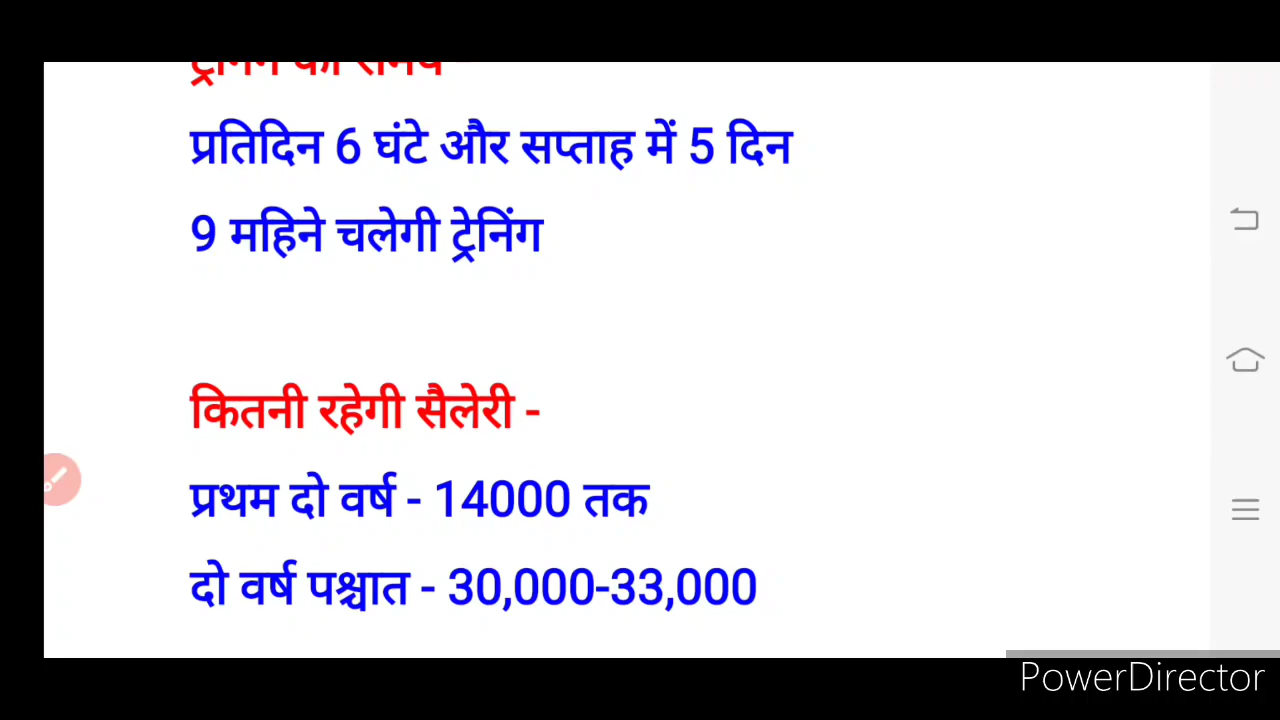 प्रतिदिन 6 घंटे और सप्ताह में 5 दिन
9 महिने चलेगी ट्रेनिंग
कितनी रहेगी सैलेरी -
प्रथम दो वर्ष - 14000 तक
दो वर्ष पश्चात - 30,000-33,000
PowerDirector